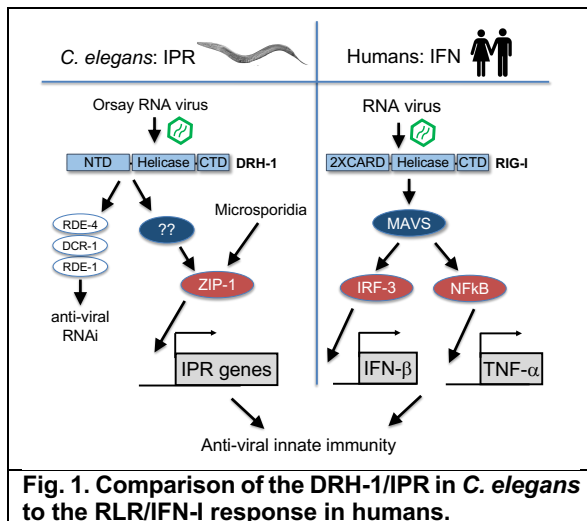 C. elegans: IPR
Humans: IFN
Orsay RNA virus
NTD Helicase CTD DRH-1
Microsporidia
RDE-4
DCR-1
RDE-1
??
ZIP-1
anti-viral
RNAi
IPR genes
RNA virus
2XCARD Helicase CTD RIG-I
MAVS
IRF-3
NFkB
IFN-β
TNF-α
Anti-viral innate immunity
Fig. 1. Comparison of the DRH-1/IPR in C. elegans
to the RLR/IFN-I response in humans.